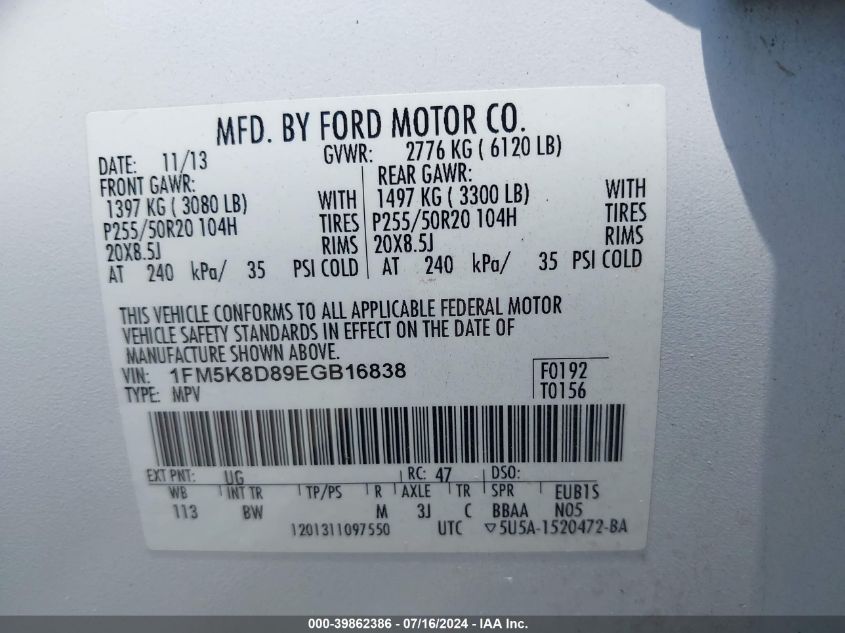 MFD. BY FORD MOTOR CO.
DATE: 11/13 GVWR: 2776 KG ( 6120 LB)
FRONT GAWR: REAR GAWR:
1397 KG ( 3080 LB) WITH 1497 KG ( 3300 LB) WITH
P255/50R20 104H TIRES P255/50R20 104H TIRES
20X8.5J RIMS 20X8.5J RIMS
AT 240 kPa/ 35 PSI COLD AT 240 kPa/ 35 PSI COLD
THIS VEHICLE CONFORMS TO ALL APPLICABLE FEDERAL MOTOR
VEHICLE SAFETY STANDARDS IN EFFECT ON THE DATE OF
MANUFACTURE SHOWN ABOVE.
VIN: 1FM5K8D89EGB16838 F0192
TYPE: MPV T0156
EXT PNT: UG RC: 47 DSO:
WB INT TR TP/PS R AXLE TR SPR EUB1S
113 BW M 3J C BBAA N05
1201311097550 UTC ▽5U5A-1520472-BA
000-39862386 - 07/16/2024 - IAA Inc.